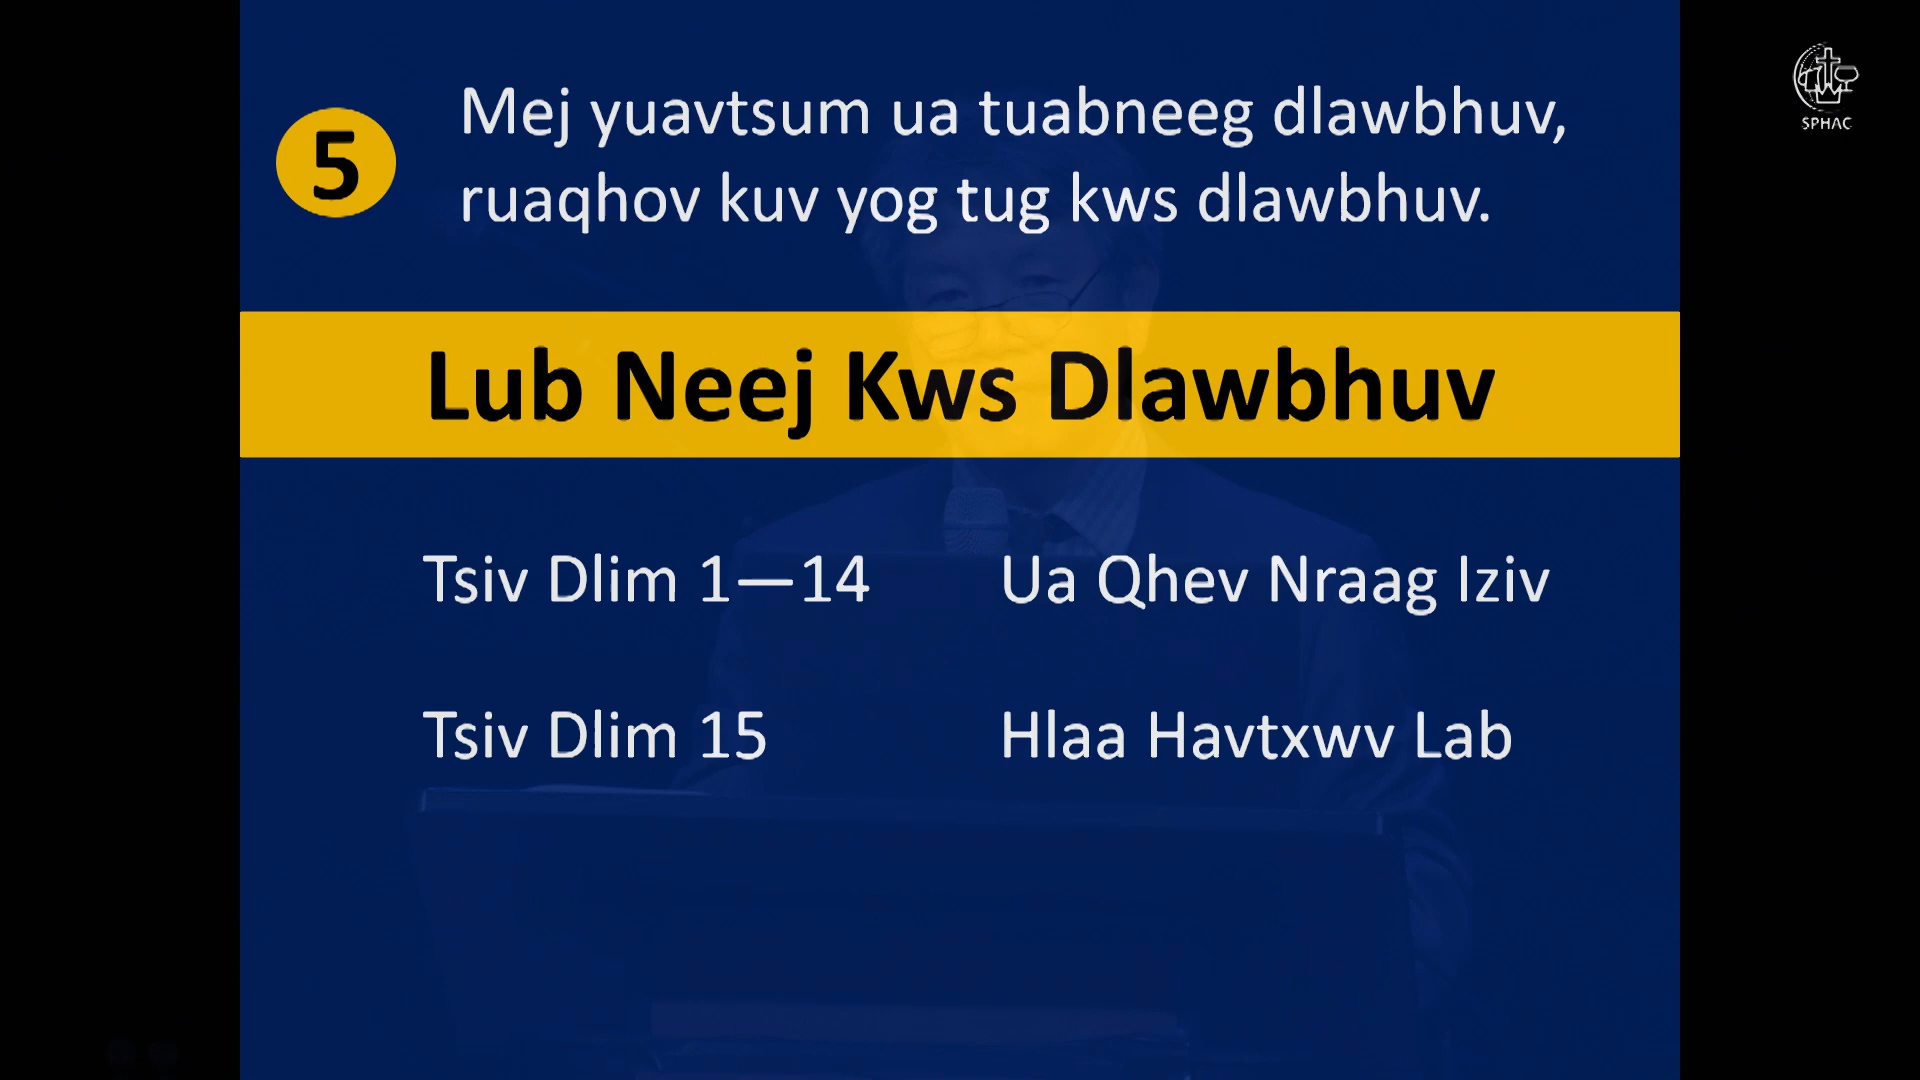 5
Mej yuavtsum ua tuabneeg dlawbhuv,
ruaqhov kuv yog tug kws dlawbhuv.
Lub Neej Kws Dlawbhuv
Tsiv Dlim 1—14 Ua Qhev Nraag Iziv
Tsiv Dlim 15 Hlaa Havtxwv Lab
SPHAC